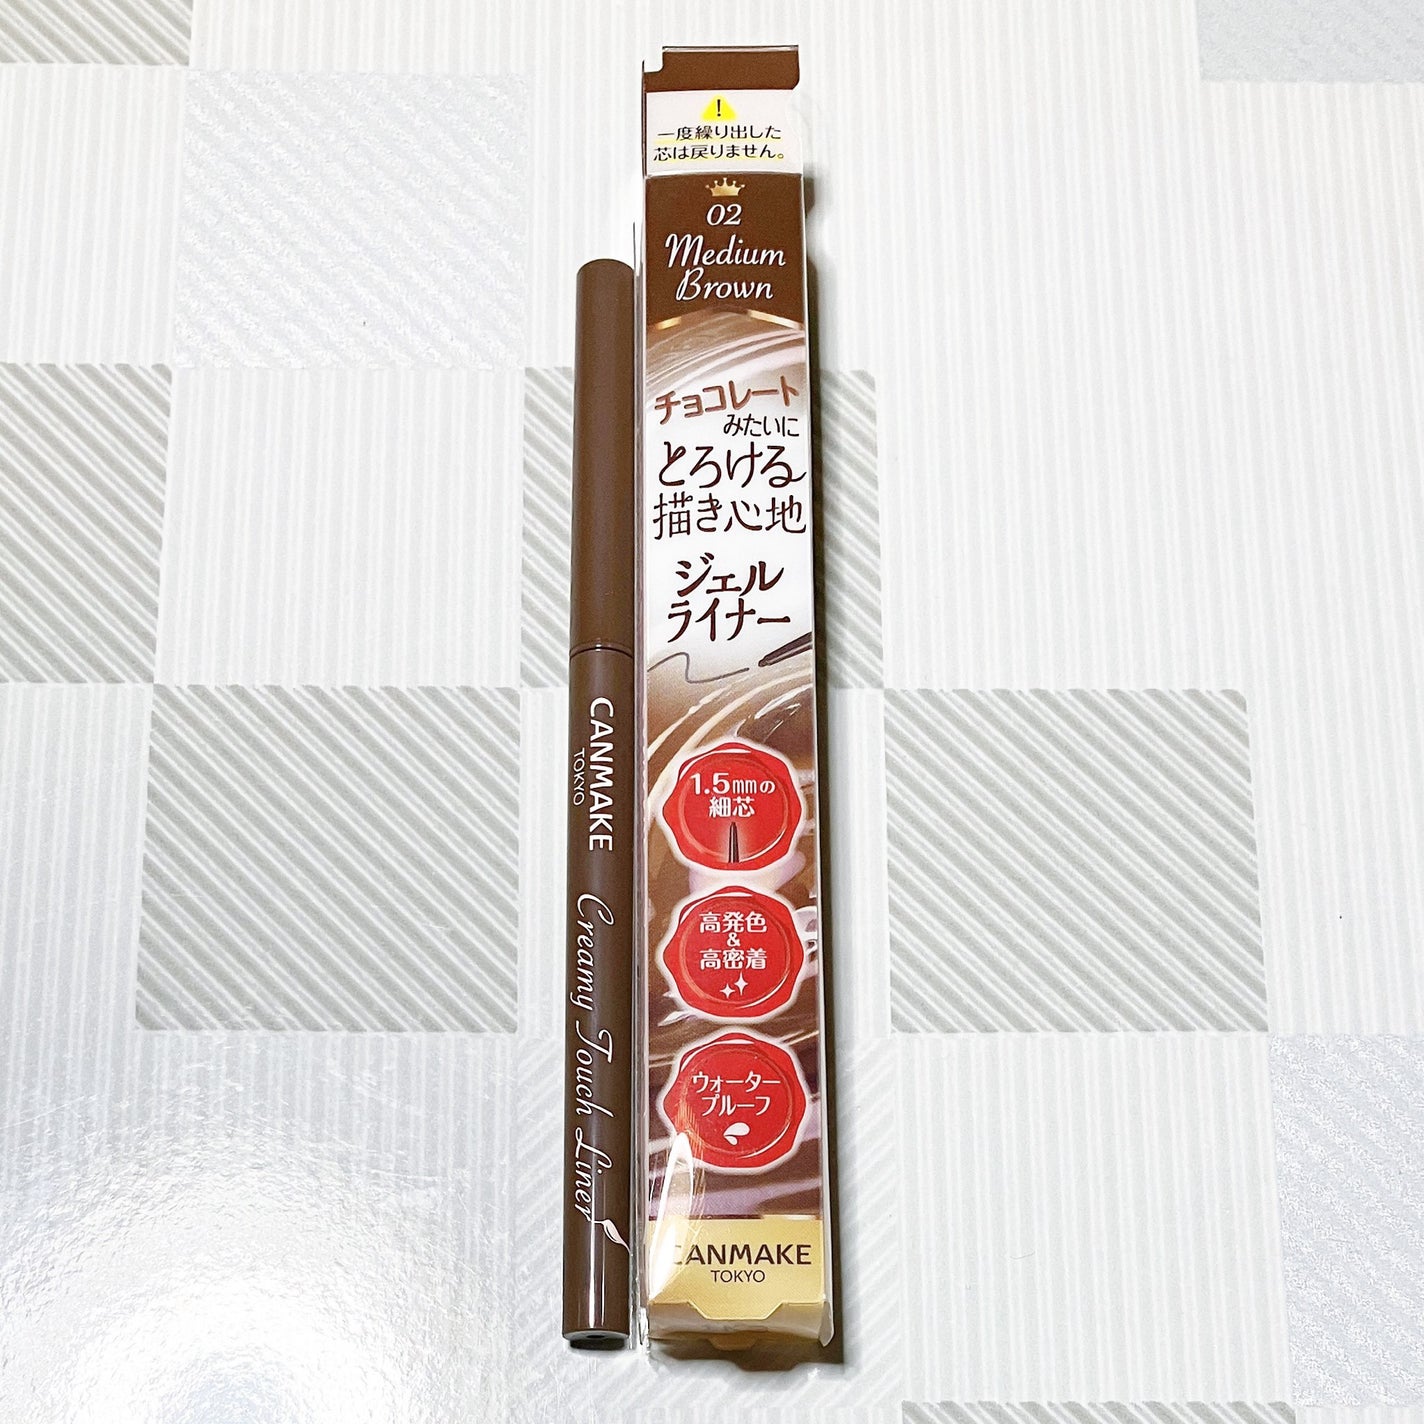 !
一度繰り出した
芯は戻りません。
02
Medium
Brown
チョコレート
みたいに
とろける
描き心地
ジェル
ライナー
1.5mmの
細芯
高発色
&
高密着
ウォーター
プルーフ
CANMAKE
TOKYO
CANMAKE
TOKYO
Creamy Touch Liner